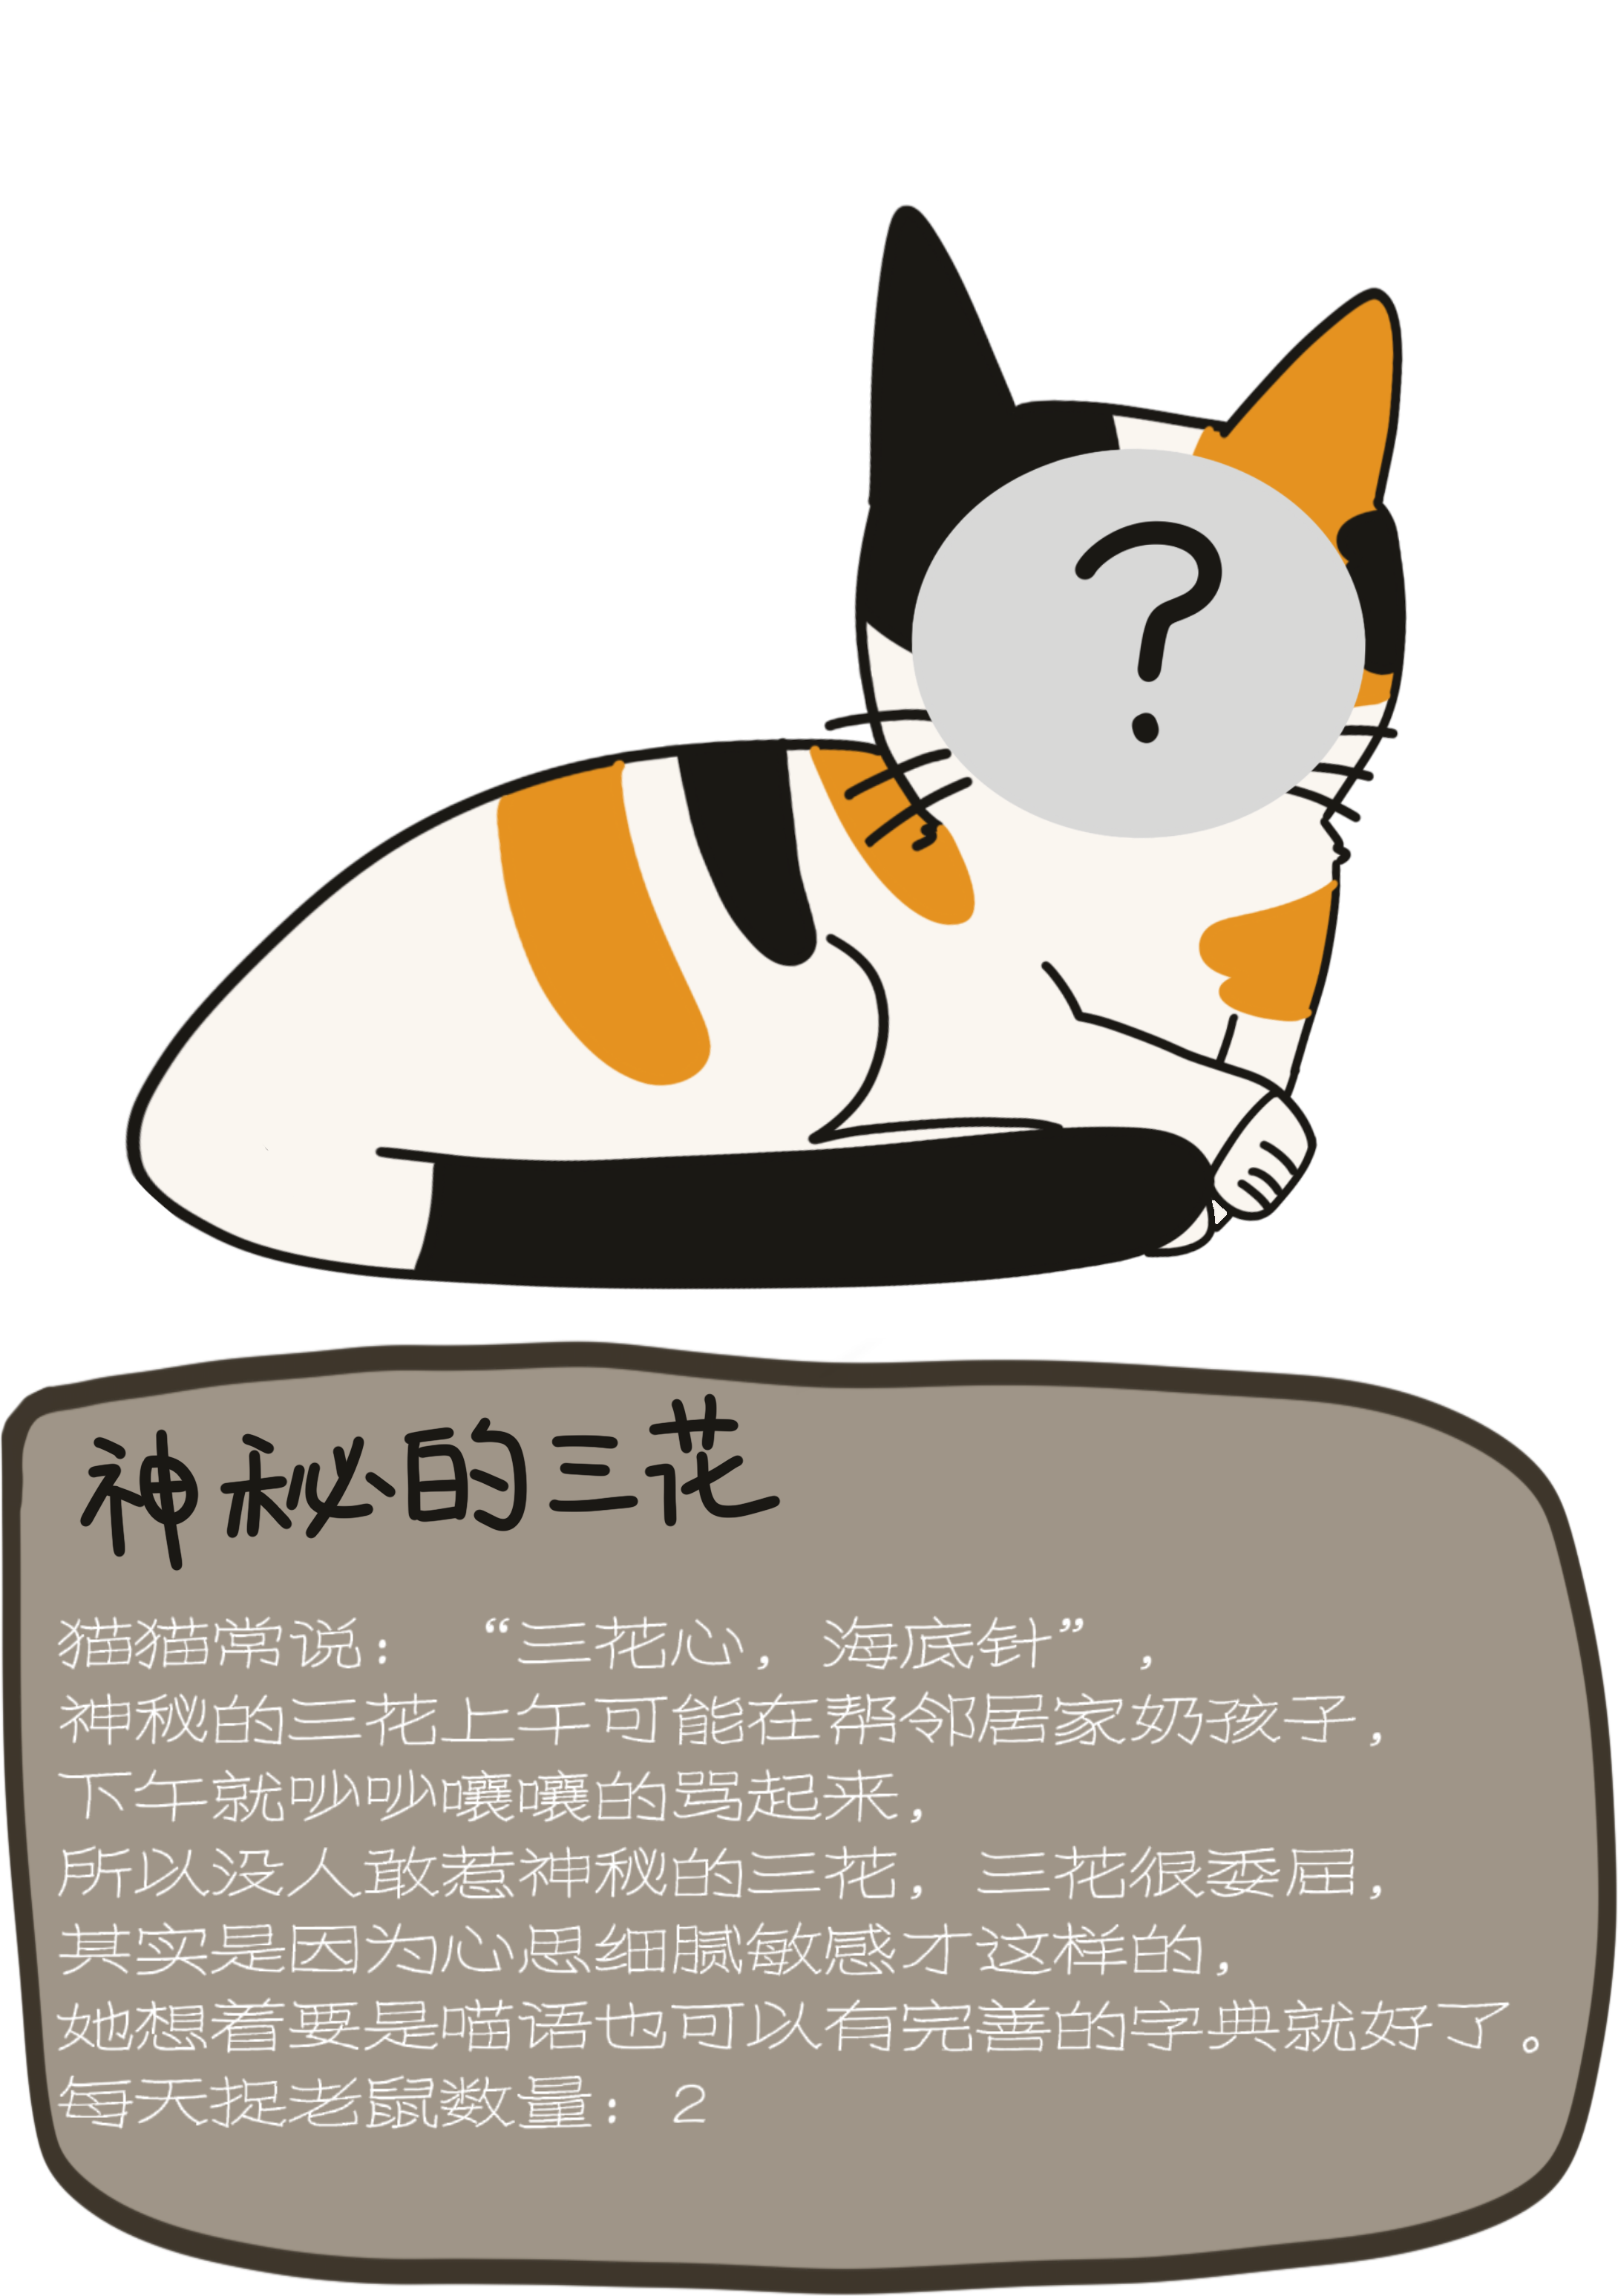 ?
神秘的三花
猫猫常说：“三花心，海底针”，
神秘的三花上午可能在帮邻居家奶孩子，
下午就吵吵嚷嚷的骂起来，
所以没人敢惹神秘的三花，三花很委屈，
其实是因为心思细腻敏感才这样的，
她想着要是喵语也可以有完善的字典就好了。
每天捉老鼠数量：2